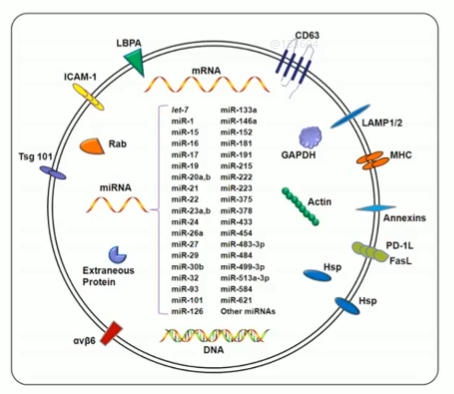 LBPA
CD63
mRNA
ICAM-1
LAMP1/2
let-7 miR-133a
miR-1 miR-146a
miR-15 miR-152
miR-16 miR-181
miR-17 miR-191
miR-19 miR-215
miR-20a,b miR-222
miR-21 miR-223
miR-22 miR-375
miR-23a,b miR-378
miR-24 miR-433
miR-26a miR-454
miR-27 miR-483-3p
miR-29 miR-484
miR-30b miR-499-3p
miR-32 miR-513a-3p
miR-93 miR-584
miR-101 miR-621
miR-126 Other miRNAs
Rab
Tsg 101
miRNA
GAPDH
MHC
Actin
Annexins
PD-1L
FasL
Extraneous
Protein
Hsp
Hsp
αvβ6
DNA